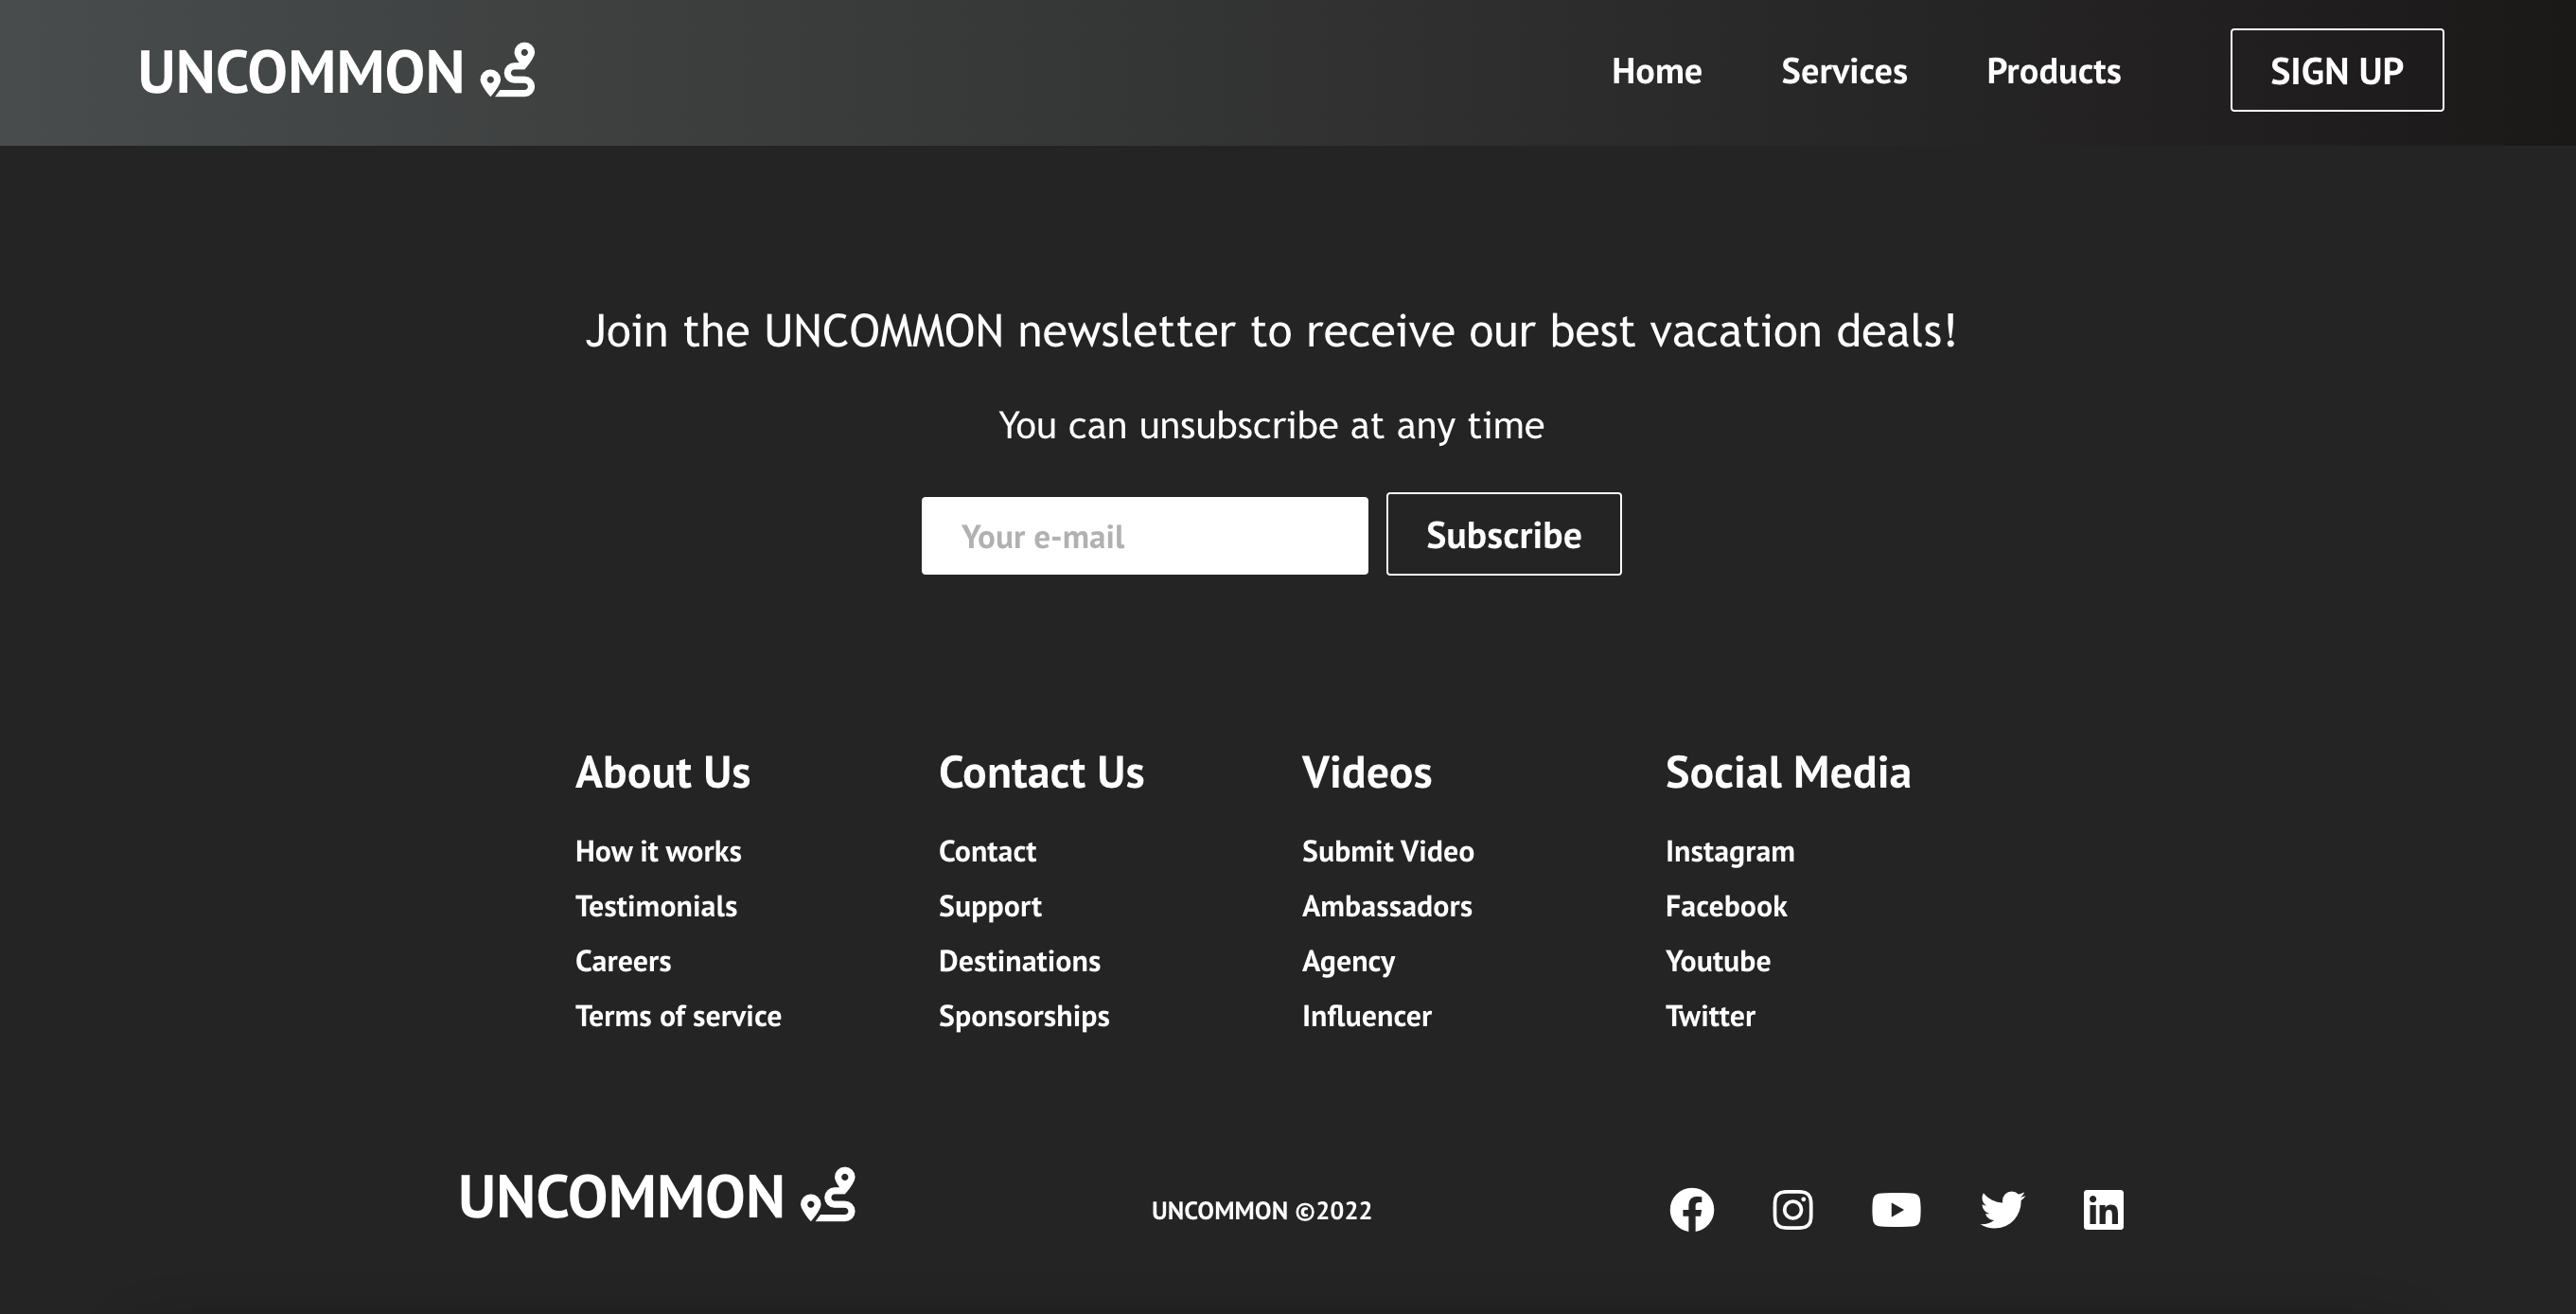 UNCOMMON
Home Services Products SIGN UP
Join the UNCOMMON newsletter to receive our best vacation deals!
You can unsubscribe at any time
Your e-mail Subscribe
About Us
How it works
Testimonials
Careers
Terms of service
Contact Us
Contact
Support
Destinations
Sponsorships
Videos
Submit Video
Ambassadors
Agency
Influencer
Social Media
Instagram
Facebook
Youtube
Twitter
UNCOMMON
UNCOMMON ©2022